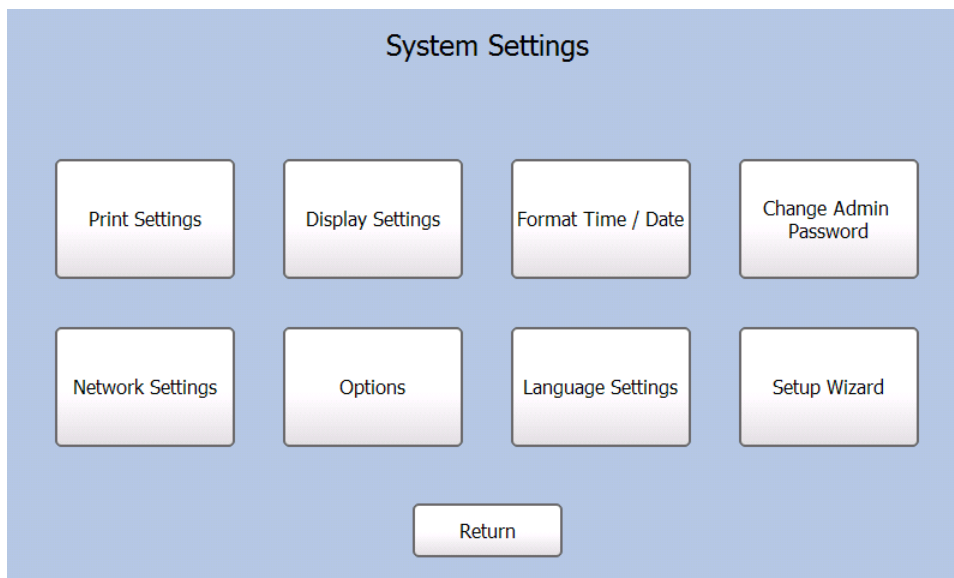 System Settings
Print Settings
Display Settings
Format Time / Date
Change Admin
Password
Network Settings
Options
Language Settings
Setup Wizard
Return